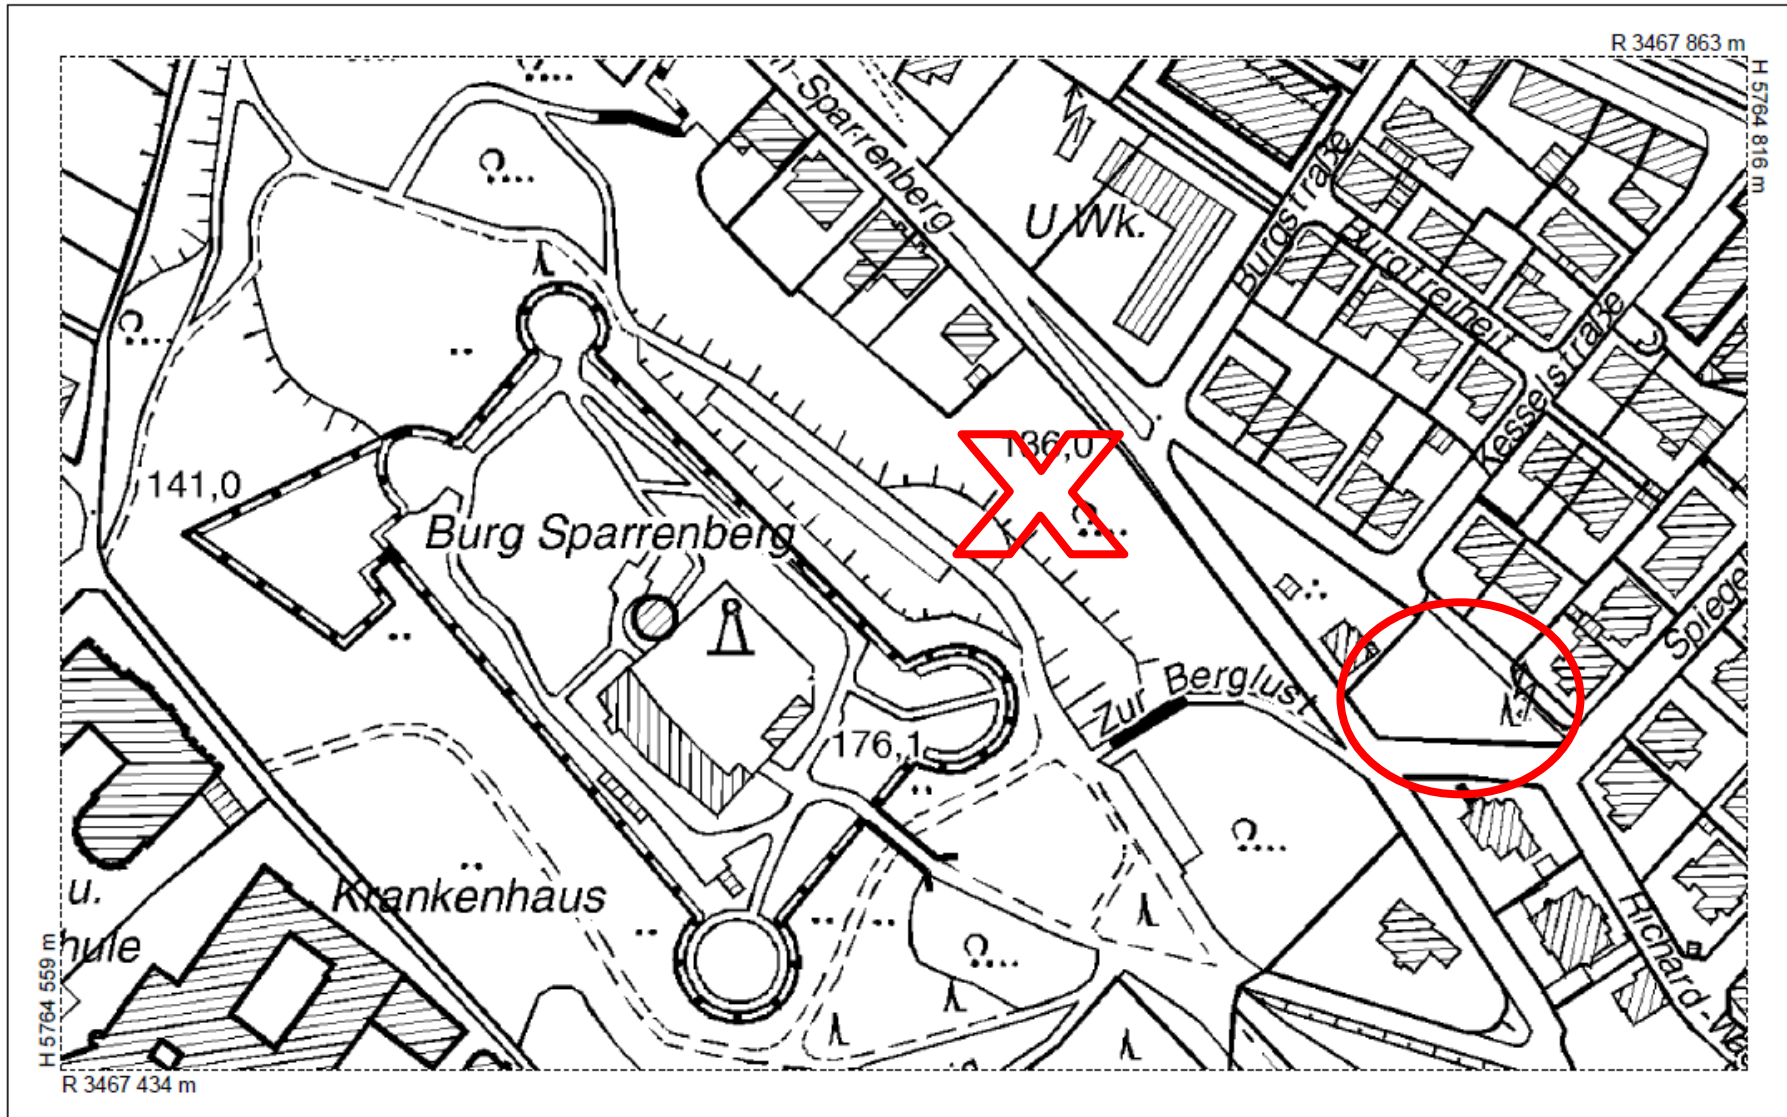 R 3467 863 m
H 5764 816 m
Sparrenberg
U.Wk.
Burgstraße
Burgfreiheit
Kesselstraße
136,0
141,0
Burg Sparrenberg
Spiege
Zur Berglust
176,1
Krankenhaus
u.
hule
Richard-Wa
H 5764 559 m
R 3467 434 m